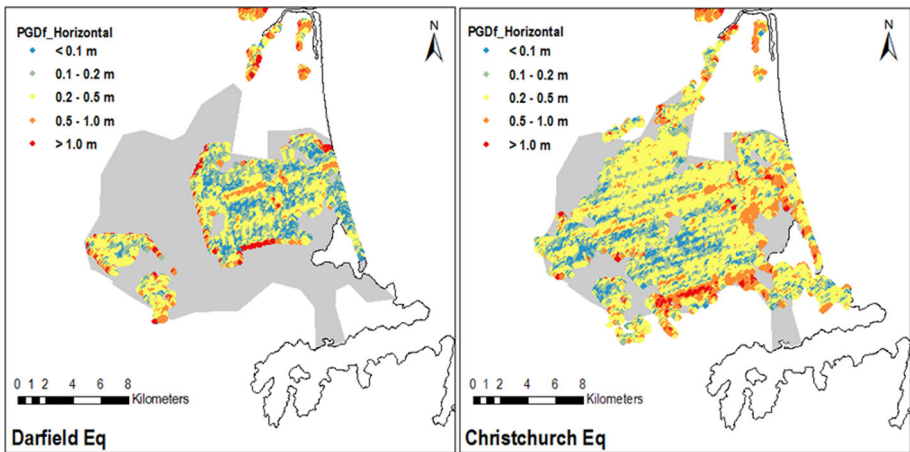 PGDf_Horizontal
< 0.1 m
0.1 - 0.2 m
0.2 - 0.5 m
0.5 - 1.0 m
> 1.0 m
N
0 1 2 4 6 8
Kilometers
Darfield Eq
PGDf_Horizontal
< 0.1 m
0.1 - 0.2 m
0.2 - 0.5 m
0.5 - 1.0 m
> 1.0 m
N
0 1 2 4 6 8
Kilometers
Christchurch Eq